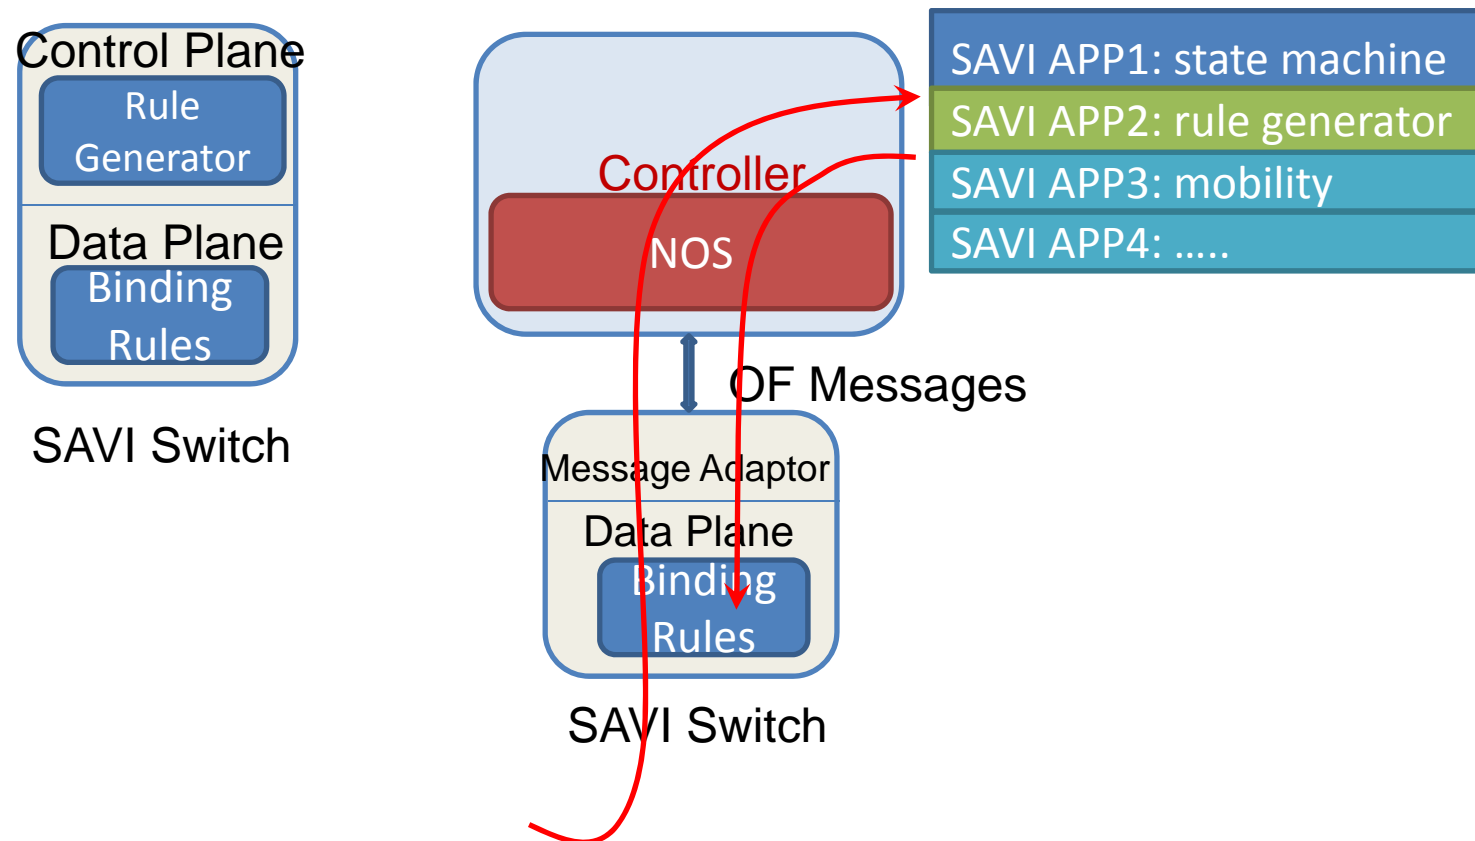 Control Plane
Rule
Generator
Data Plane
Binding
Rules
SAVI Switch
Controller
NOS
SAVI APP1: state machine
SAVI APP2: rule generator
SAVI APP3: mobility
SAVI APP4: .....
OF Messages
Message Adaptor
Data Plane
Binding
Rules
SAVI Switch